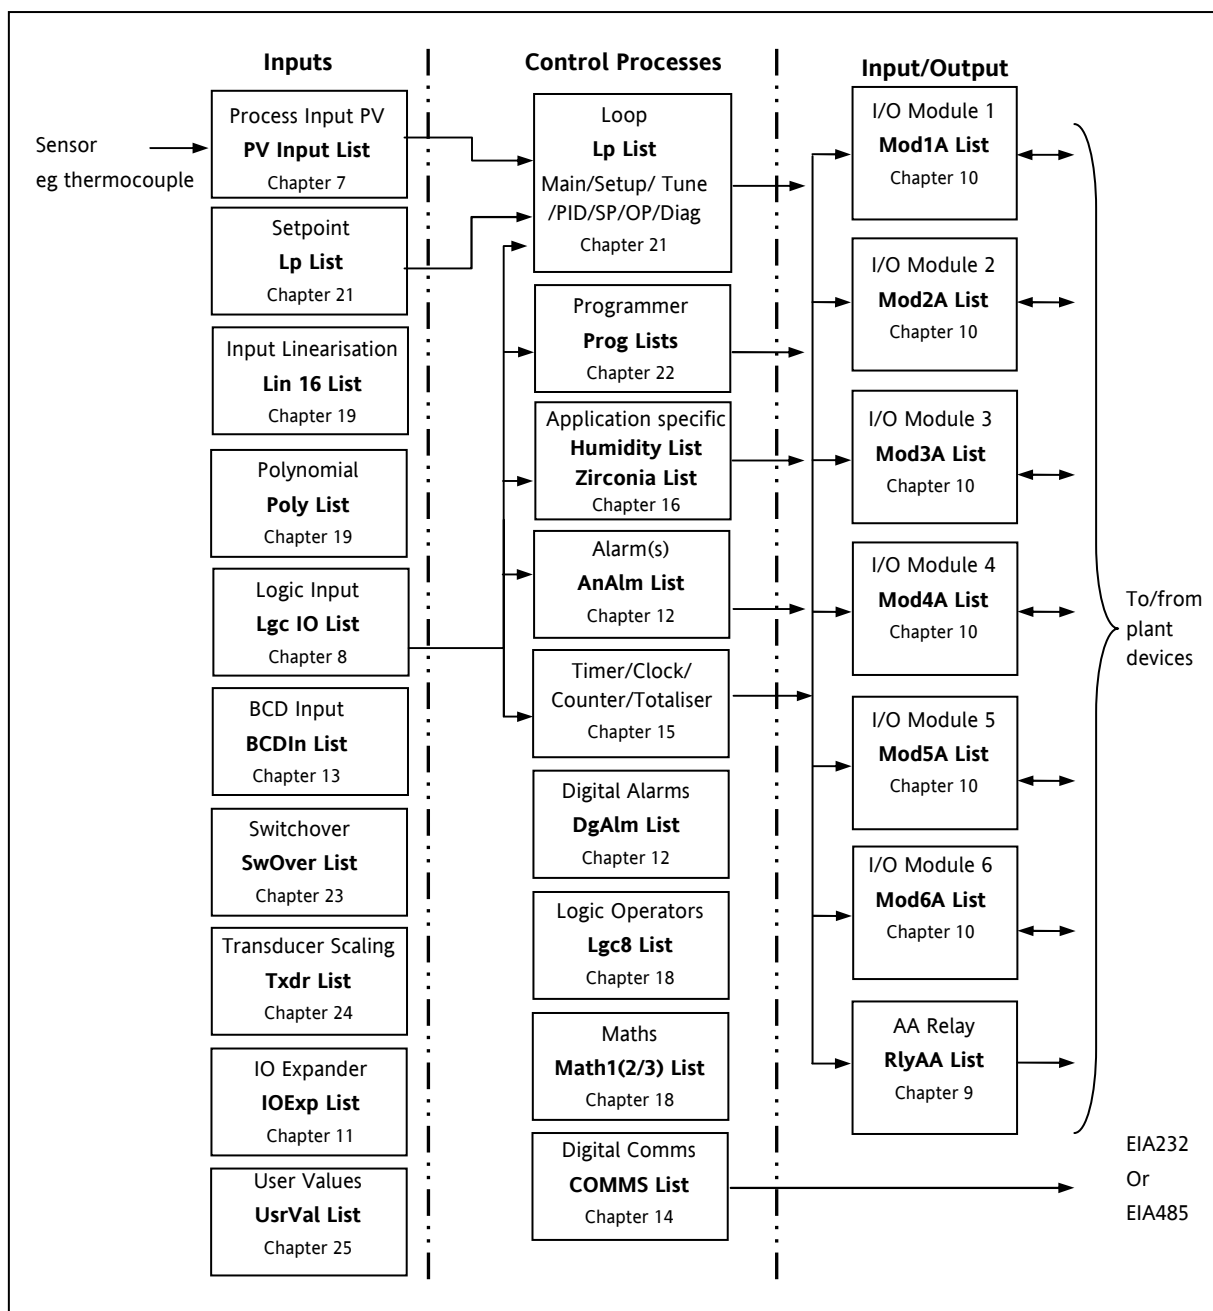 Inputs
Control Processes
Input/Output
Sensor
eg thermocouple
Process Input PV
PV Input List
Chapter 7
Setpoint
Lp List
Chapter 21
Input Linearisation
Lin 16 List
Chapter 19
Polynomial
Poly List
Chapter 19
Logic Input
Lgc IO List
Chapter 8
BCD Input
BCDIn List
Chapter 13
Switchover
SwOver List
Chapter 23
Transducer Scaling
Txdr List
Chapter 24
IO Expander
IOExp List
Chapter 11
User Values
UsrVal List
Chapter 25
Loop
Lp List
Main/Setup/ Tune
/PID/SP/OP/Diag
Chapter 21
Programmer
Prog Lists
Chapter 22
Application specific
Humidity List
Zirconia List
Chapter 16
Alarm(s)
AnAlm List
Chapter 12
Timer/Clock/
Counter/Totaliser
Chapter 15
Digital Alarms
DgAlm List
Chapter 12
Logic Operators
Lgc8 List
Chapter 18
Maths
Math1(2/3) List
Chapter 18
Digital Comms
COMMS List
Chapter 14
I/O Module 1
Mod1A List
Chapter 10
I/O Module 2
Mod2A List
Chapter 10
I/O Module 3
Mod3A List
Chapter 10
I/O Module 4
Mod4A List
Chapter 10
I/O Module 5
Mod5A List
Chapter 10
I/O Module 6
Mod6A List
Chapter 10
AA Relay
RlyAA List
Chapter 9
To/from
plant
devices
EIA232
Or
EIA485